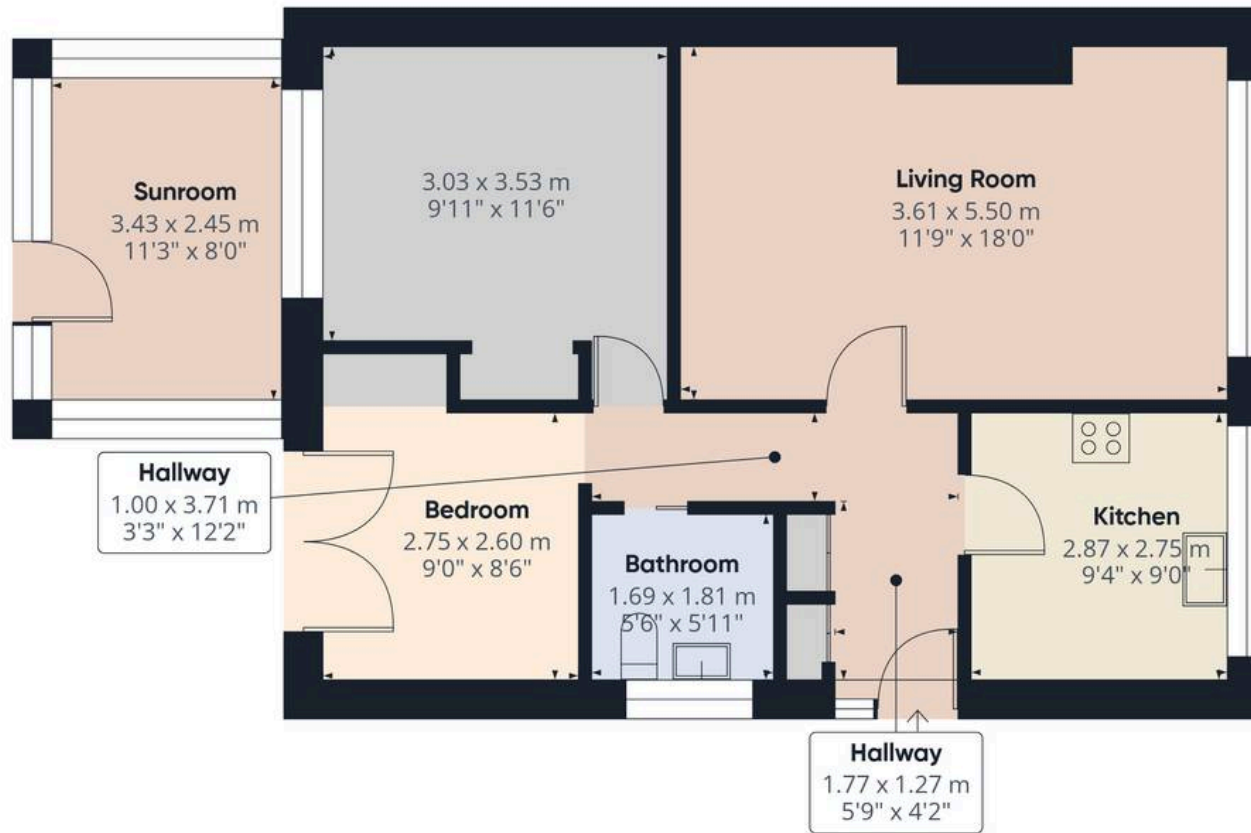 Sunroom
3.43 x 2.45 m
11'3" x 8'0"
3.03 x 3.53 m
9'11" x 11'6"
Living Room
3.61 x 5.50 m
11'9" x 18'0"
Hallway
1.00 x 3.71 m
3'3" x 12'2"
Bedroom
2.75 x 2.60 m
9'0" x 8'6"
Bathroom
1.69 x 1.81 m
5'6" x 5'11"
Kitchen
2.87 x 2.75 m
9'4" x 9'0"
Hallway
1.77 x 1.27 m
5'9" x 4'2"